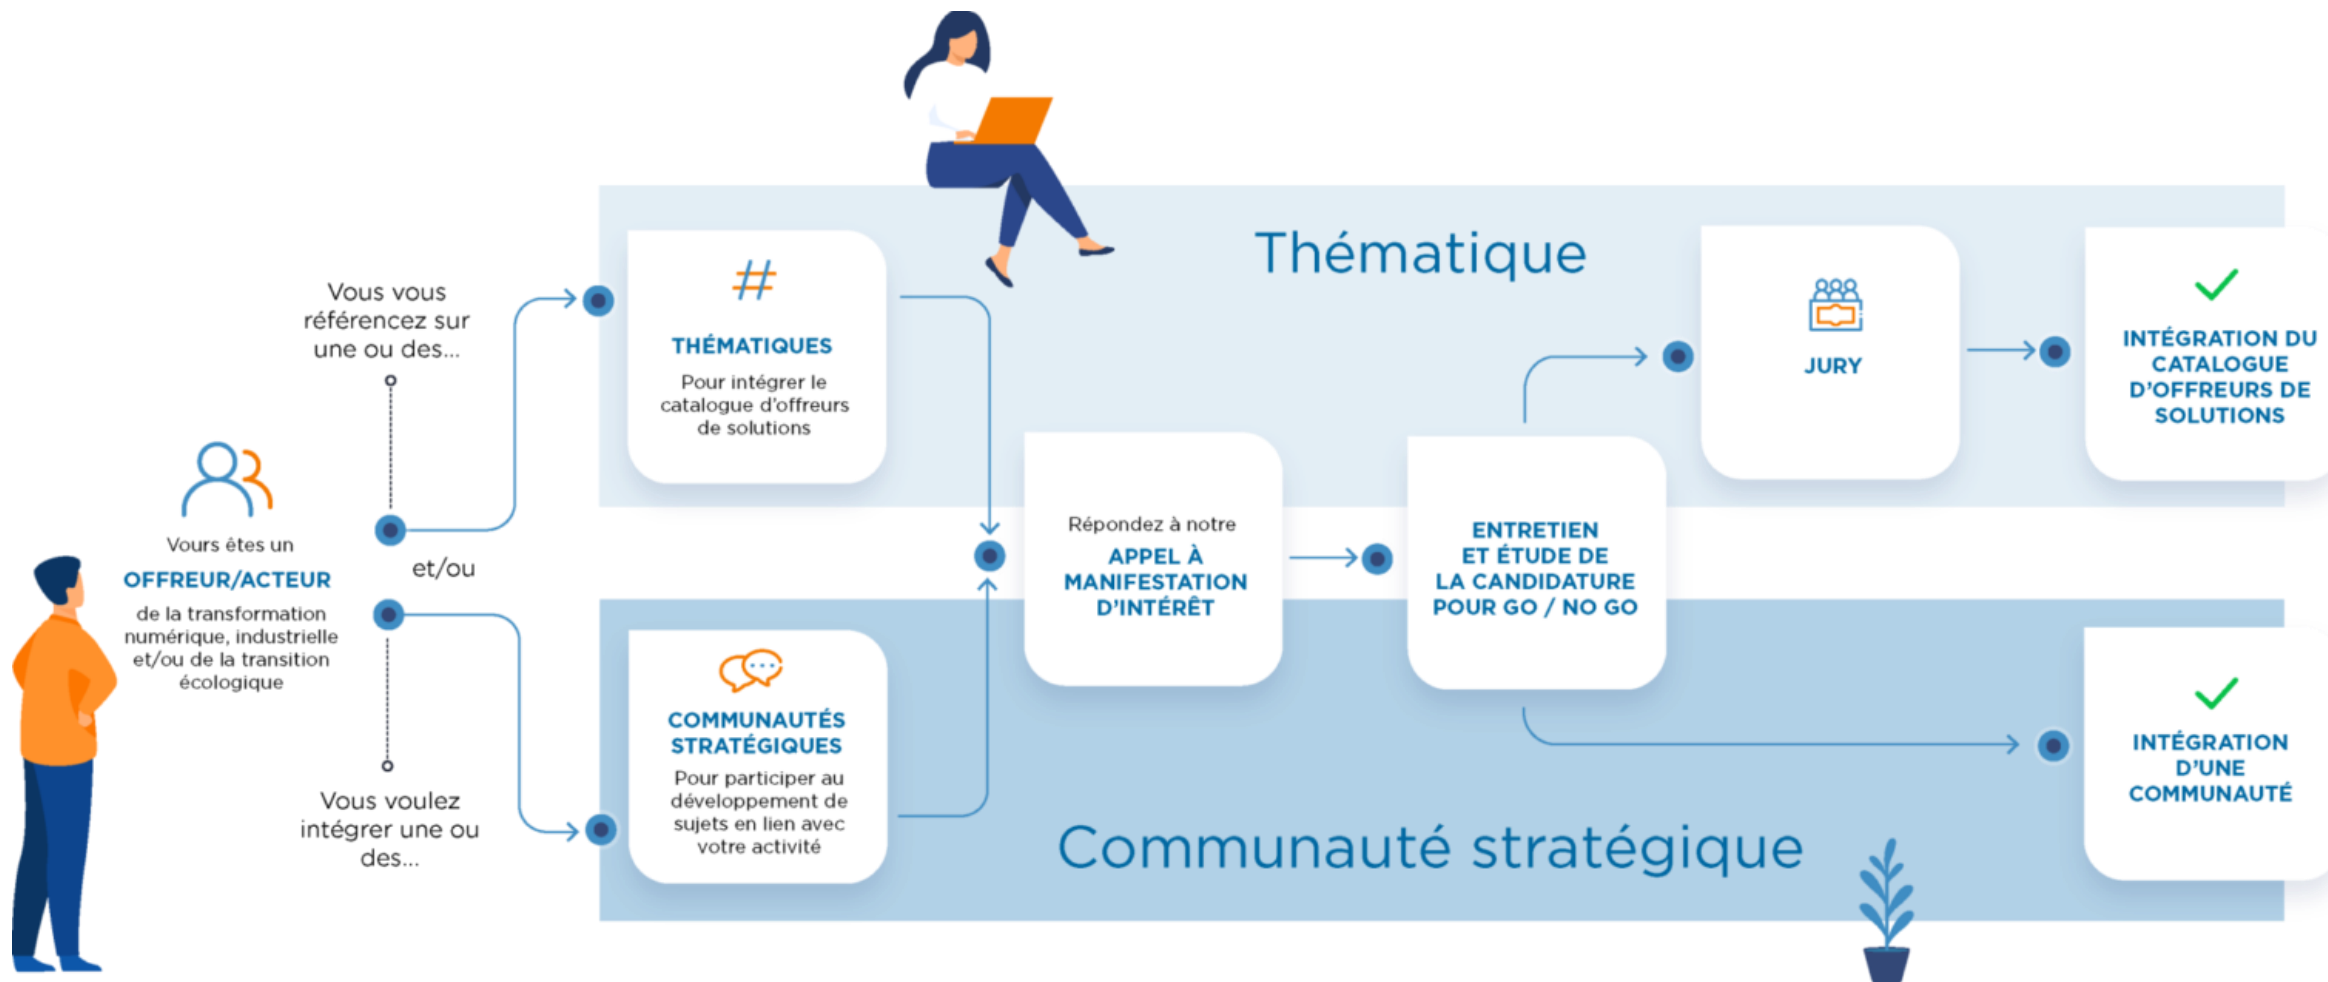 Vours êtes un
OFFREUR/ACTEUR
de la transformation
numérique, industrielle
et/ou de la transition
écologique
Vous vous
référencez sur
une ou des...
et/ou
Vous voulez
intégrer une ou
des...
Thématique
#
THÉMATIQUES
Pour intégrer le
catalogue d'offreurs
de solutions
COMMUNAUTÉS
STRATÉGIQUES
Pour participer au
développement de
sujets en lien avec
votre activité
Répondez à notre
APPEL À
MANIFESTATION
D'INTÉRÊT
ENTRETIEN
ET ÉTUDE DE
LA CANDIDATURE
POUR GO / NO GO
JURY
INTÉGRATION DU
CATALOGUE
D'OFFREURS DE
SOLUTIONS
INTÉGRATION
D'UNE
COMMUNAUTÉ
Communauté stratégique